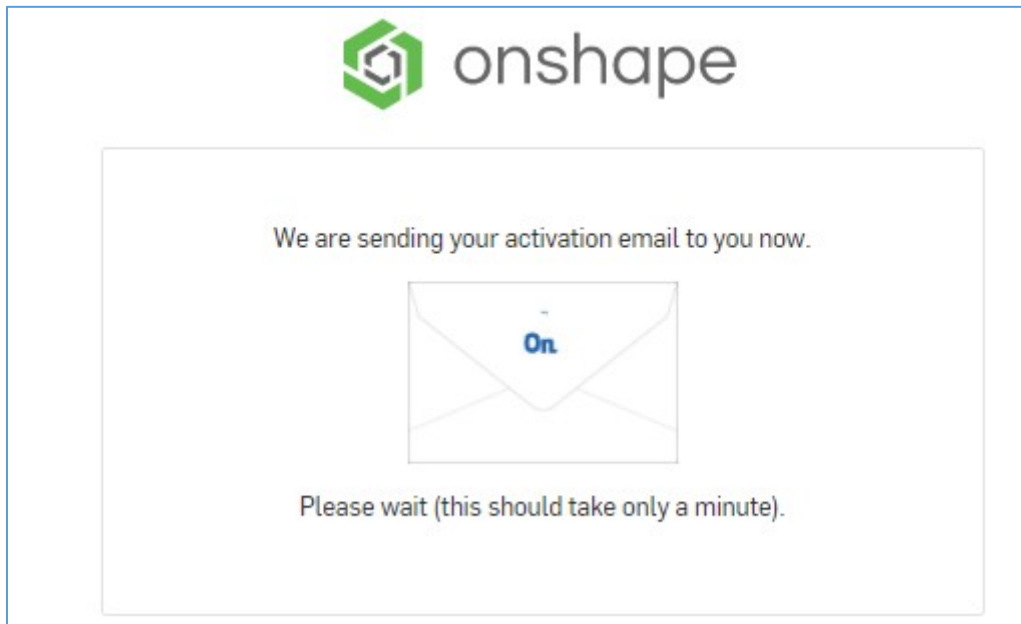 onshape
We are sending your activation email to you now.
On
Please wait (this should take only a minute).